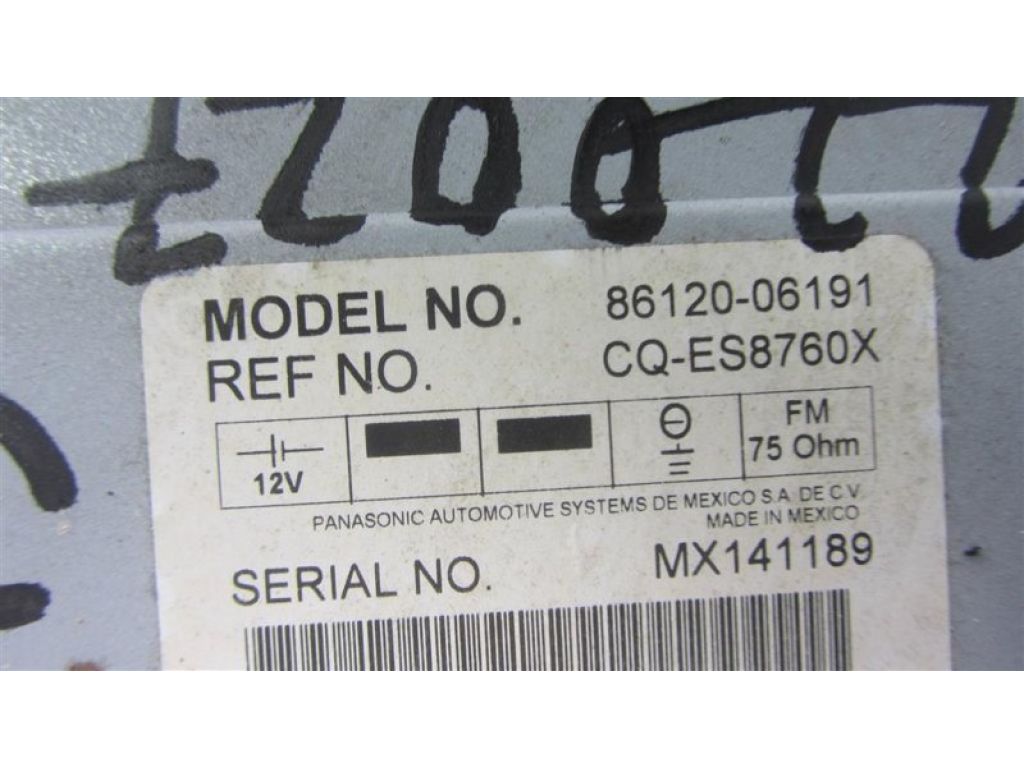 MODEL NO. 86120-06191
REF NO. CQ-ES8760X
12V
FM
75 Ohm
PANASONIC AUTOMOTIVE SYSTEMS DE MEXICO S.A. DE C.V
MADE IN MEXICO
SERIAL NO. MX141189